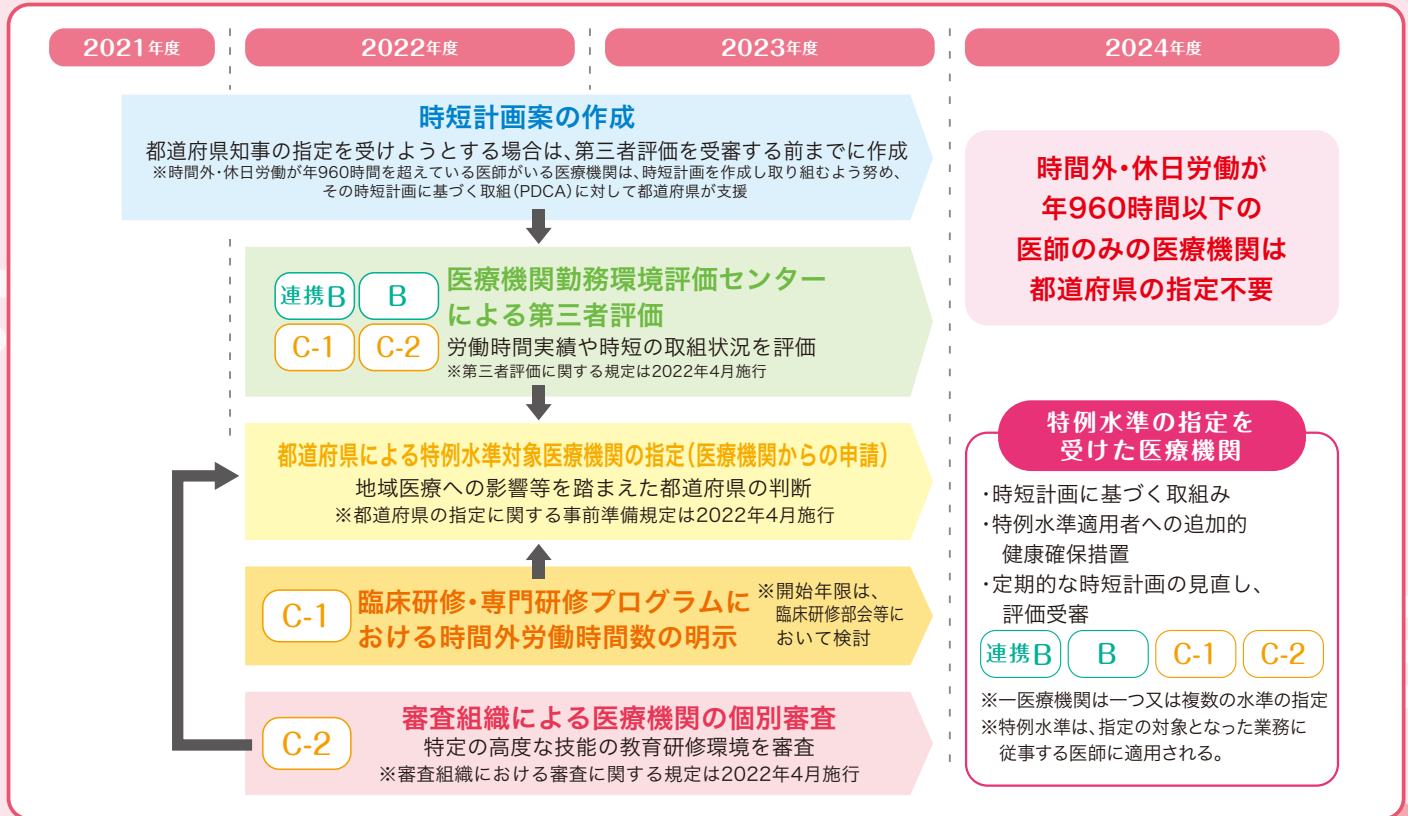 2021年度
2022年度
2023年度
2024年度
時短計画案の作成
都道府県知事の指定を受けようとする場合は、第三者評価を受審する前までに作成
※時間外・休日労働が年960時間を超えている医師がいる医療機関は、時短計画を作成し取り組むよう努め、
その時短計画に基づく取組(PDCA)に対して都道府県が支援
連携B
B
C-1
C-2
医療機関勤務環境評価センター
による第三者評価
労働時間実績や時短の取組状況を評価
※第三者評価に関する規定は2022年4月施行
都道府県による特例水準対象医療機関の指定(医療機関からの申請)
地域医療への影響等を踏まえた都道府県の判断
※都道府県の指定に関する事前準備規定は2022年4月施行
C-1
臨床研修・専門研修プログラムに
おける時間外労働時間数の明示
※開始年限は、
臨床研修部会等に
おいて検討
C-2
審査組織による医療機関の個別審査
特定の高度な技能の教育研修環境を審査
※審査組織における審査に関する規定は2022年4月施行
時間外・休日労働が
年960時間以下の
医師のみの医療機関は
都道府県の指定不要
特例水準の指定を
受けた医療機関
・時短計画に基づく取組み
・特例水準適用者への追加的
健康確保措置
・定期的な時短計画の見直し、
評価受審
連携B
B
C-1
C-2
※一医療機関は一つ又は複数の水準の指定
※特例水準は、指定の対象となった業務に
従事する医師に適用される。